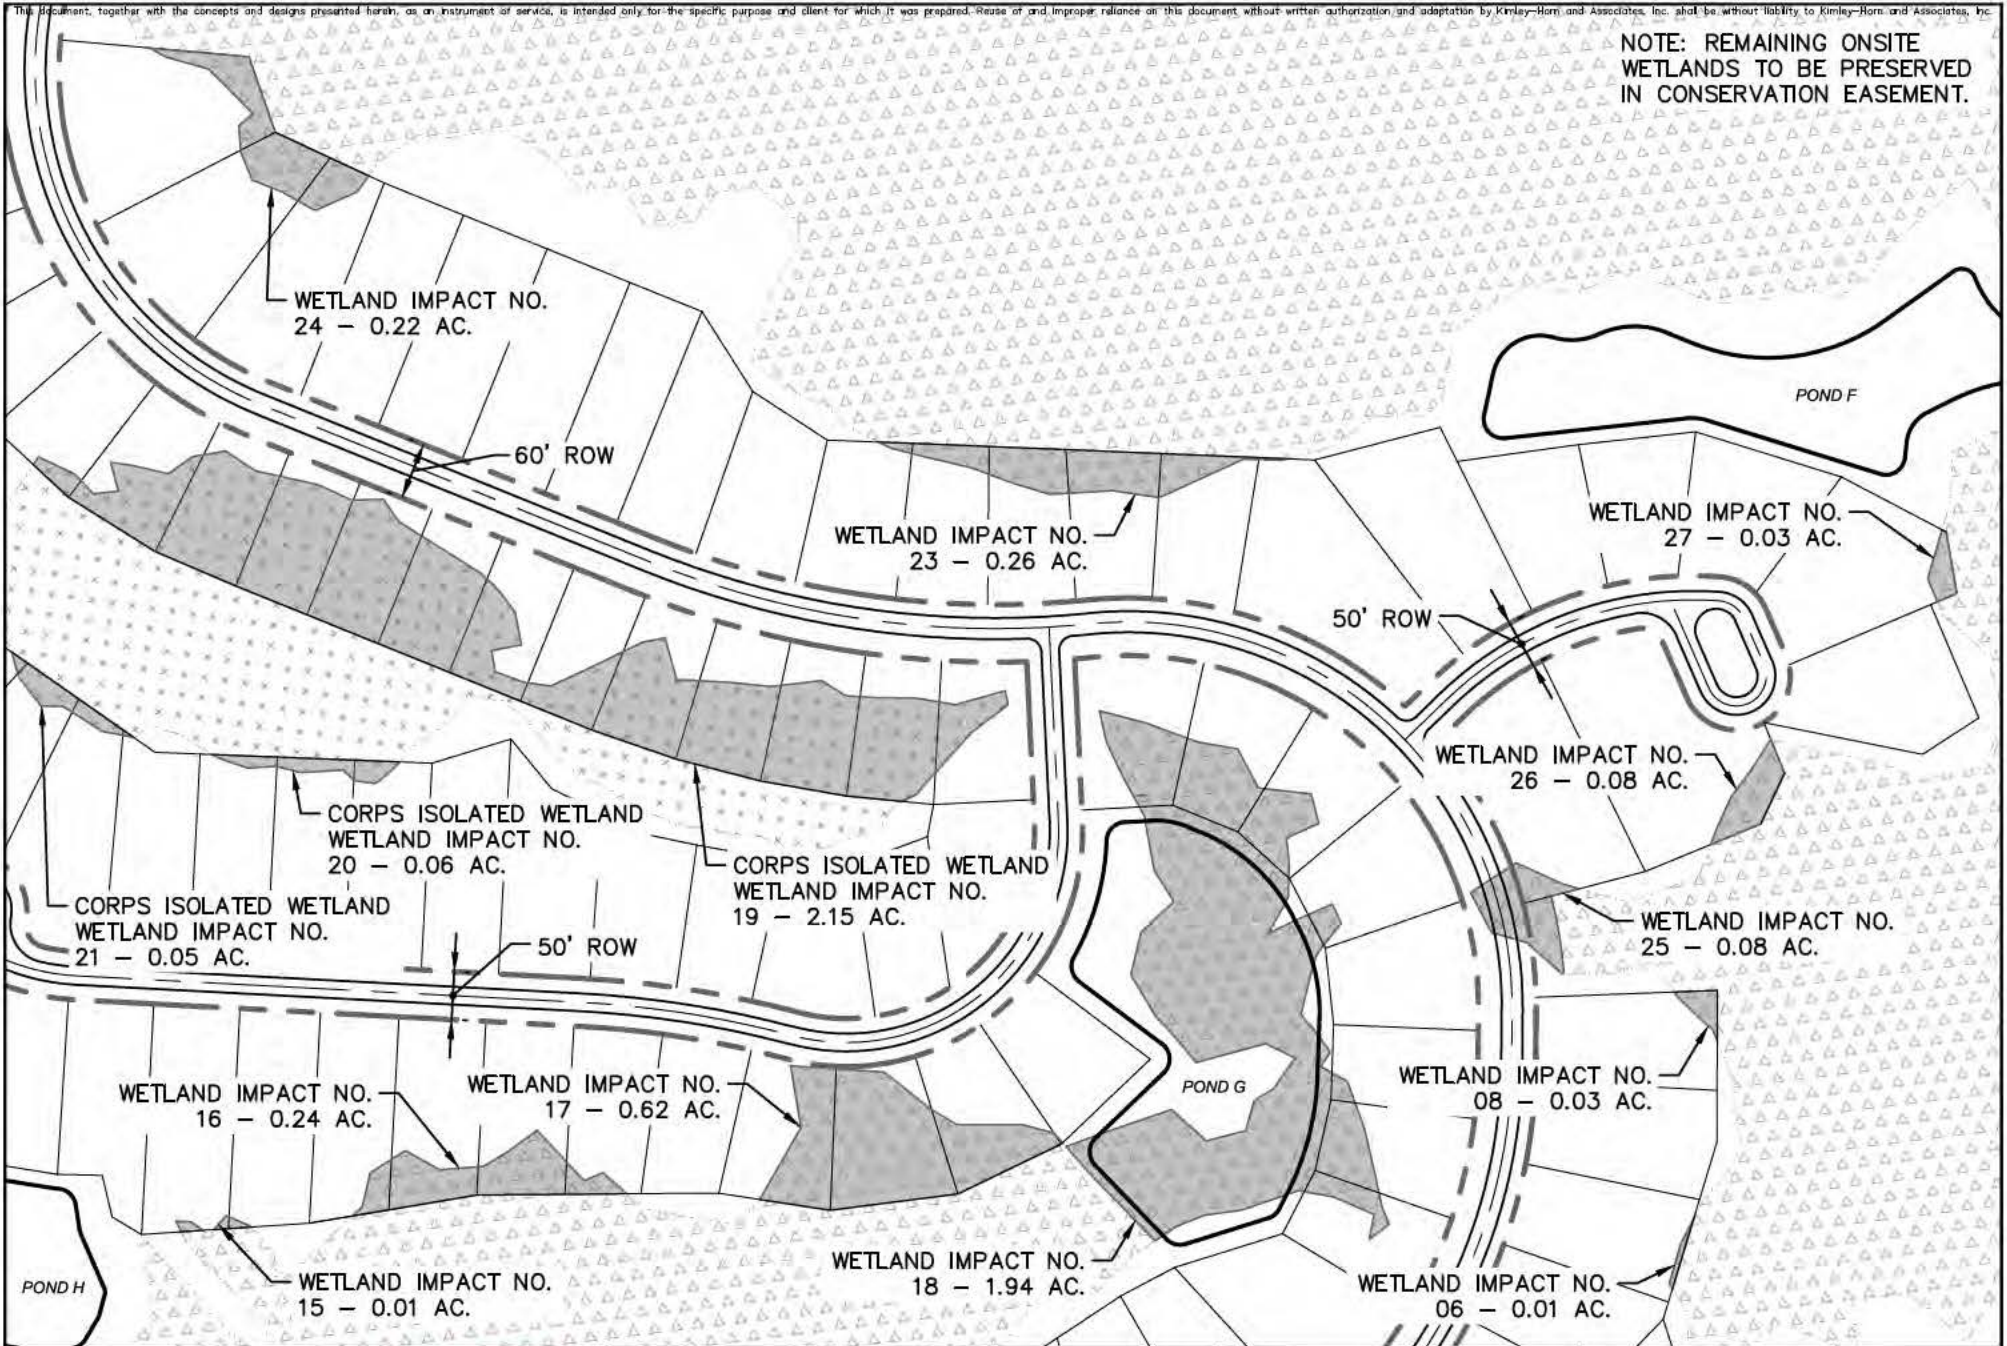 This document, together with the concepts and designs presented herein, as an instrument of service, is intended only for the specific purpose and client for which it was prepared. Reuse of and improper reliance on this document without written authorization and adaptation by Kimley-Horn and Associates, Inc. shall be without liability to Kimley-Horn and Associates, Inc.
NOTE: REMAINING ONSITE
WETLANDS TO BE PRESERVED
IN CONSERVATION EASEMENT.
WETLAND IMPACT NO.
24 – 0.22 AC.
POND F
60' ROW
WETLAND IMPACT NO.
23 – 0.26 AC.
WETLAND IMPACT NO.
27 – 0.03 AC.
50' ROW
WETLAND IMPACT NO.
26 – 0.08 AC.
CORPS ISOLATED WETLAND
WETLAND IMPACT NO.
20 – 0.06 AC.
CORPS ISOLATED WETLAND
WETLAND IMPACT NO.
19 – 2.15 AC.
CORPS ISOLATED WETLAND
WETLAND IMPACT NO.
21 – 0.05 AC.
50' ROW
WETLAND IMPACT NO.
25 – 0.08 AC.
WETLAND IMPACT NO.
16 – 0.24 AC.
WETLAND IMPACT NO.
17 – 0.62 AC.
POND G
WETLAND IMPACT NO.
08 – 0.03 AC.
POND H
WETLAND IMPACT NO.
15 – 0.01 AC.
WETLAND IMPACT NO.
18 – 1.94 AC.
WETLAND IMPACT NO.
06 – 0.01 AC.